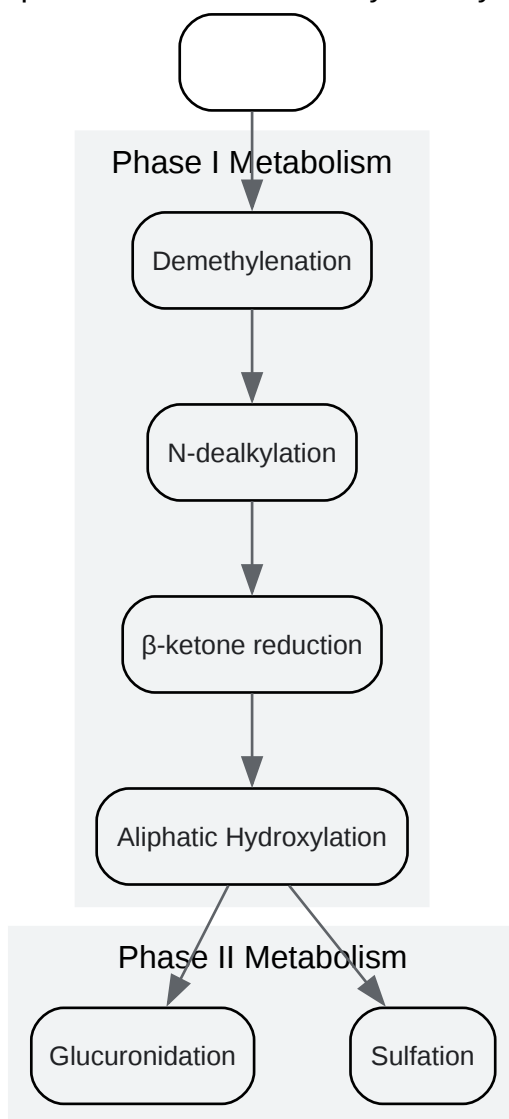 Phase I Metabolism
Demethylenation
N-dealkylation
β-ketone reduction
Aliphatic Hydroxylation
Phase II Metabolism
Glucuronidation
Sulfation